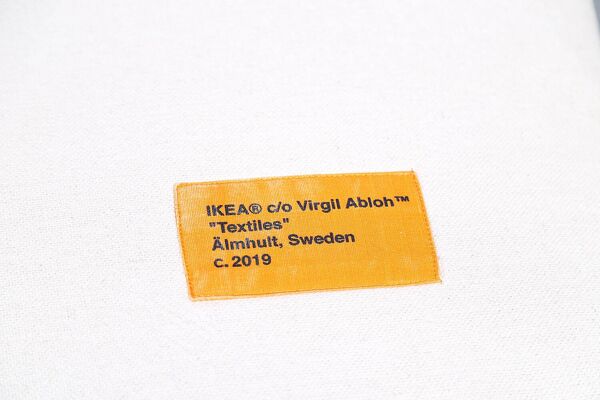 IKEA® c/o Virgil Abloh™
"Textiles"
Älmhult, Sweden
c. 2019